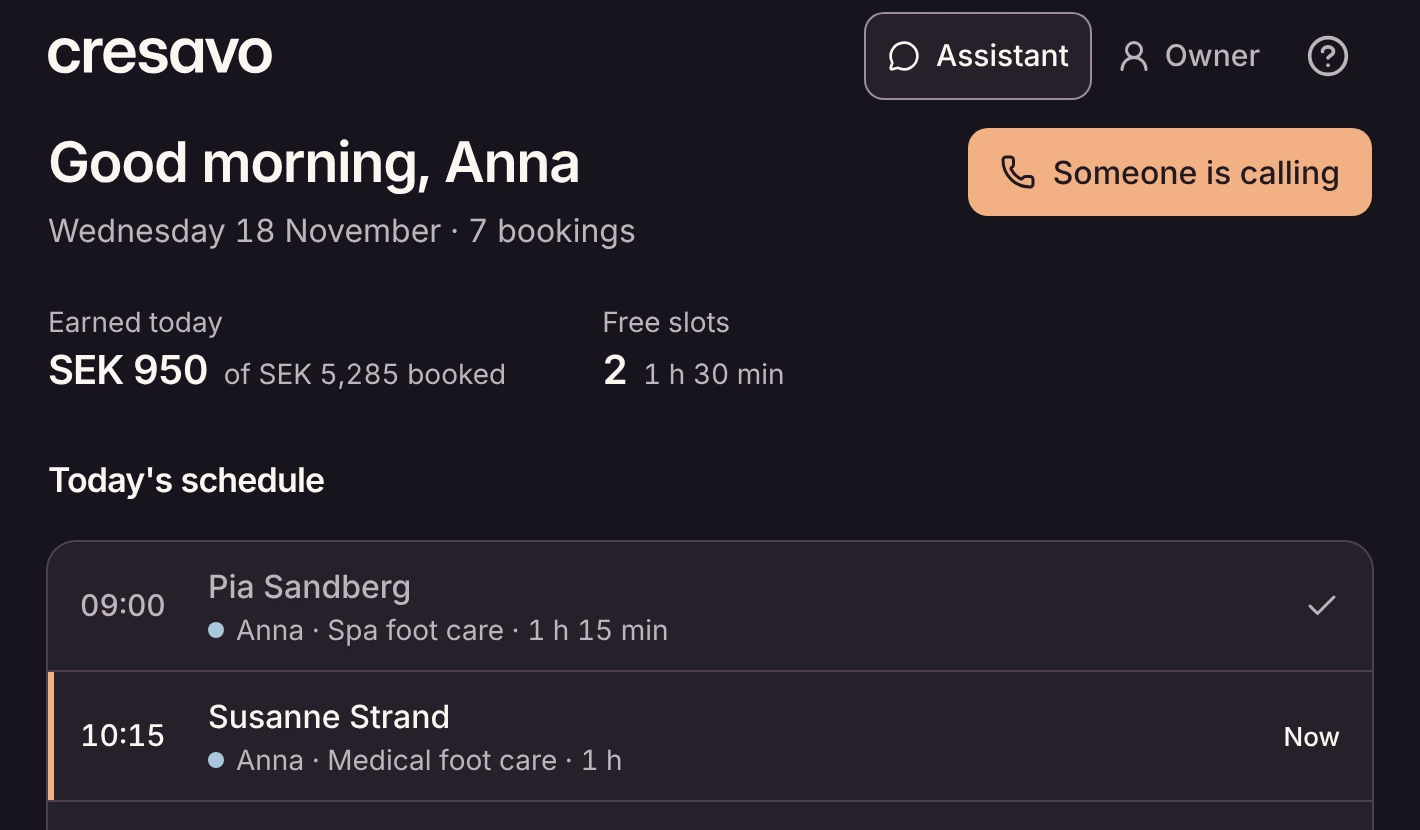 cresavo
Assistant
Owner
Good morning, Anna
Someone is calling
Wednesday 18 November · 7 bookings
Earned today
SEK 950 of SEK 5,285 booked
Free slots
2 1 h 30 min
Today's schedule
09:00
Pia Sandberg
Anna · Spa foot care · 1 h 15 min
10:15
Susanne Strand
Anna · Medical foot care · 1 h
Now